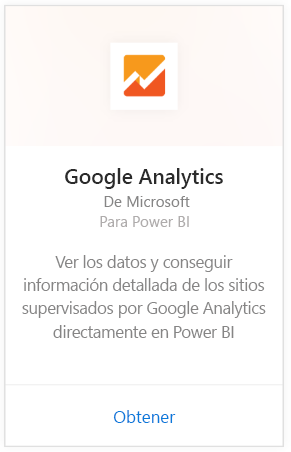 Google Analytics
De Microsoft
Para Power BI
Ver los datos y conseguir
información detallada de los sitios
supervisados por Google Analytics
directamente en Power BI
Obtener